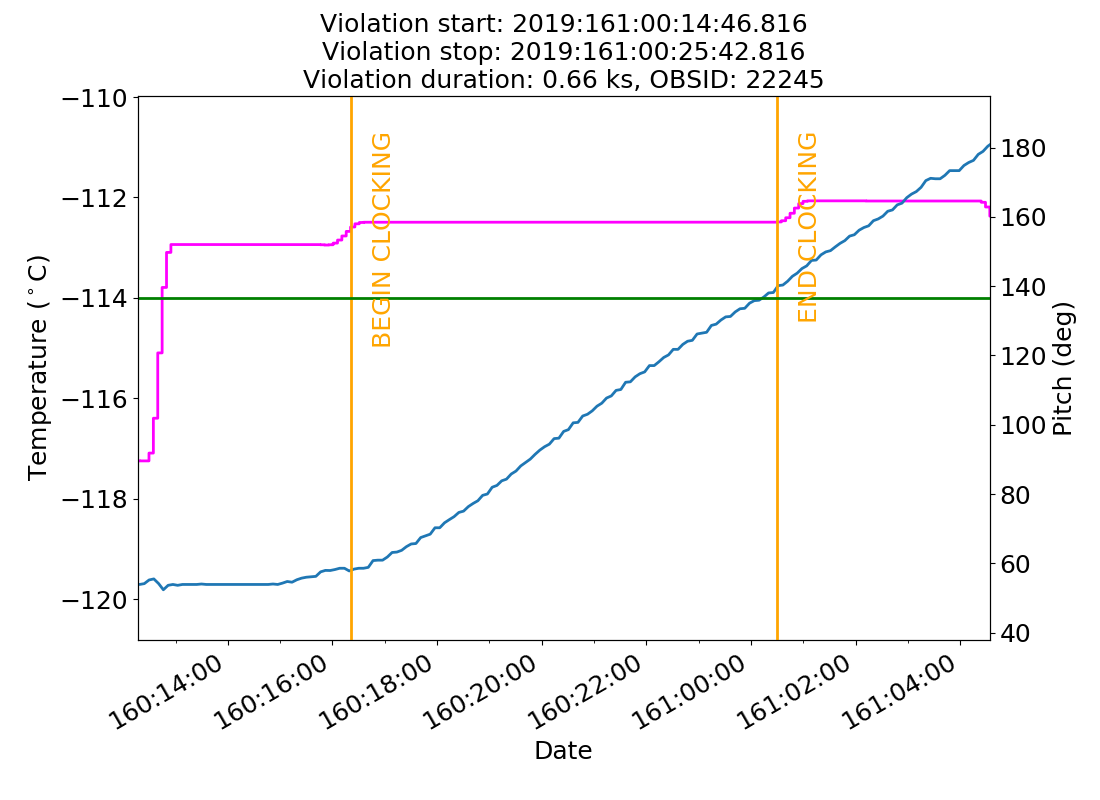 Violation start: 2019:161:00:14:46.816
Violation stop: 2019:161:00:25:42.816
Violation duration: 0.66 ks, OBSID: 22245
−110
−112
−114
−116
−118
−120
Temperature (°C)
BEGIN CLOCKING
END CLOCKING
180
160
140
120
100
80
60
40
Pitch (deg)
160:14:00
160:16:00
160:18:00
160:20:00
160:22:00
161:00:00
161:02:00
161:04:00
Date